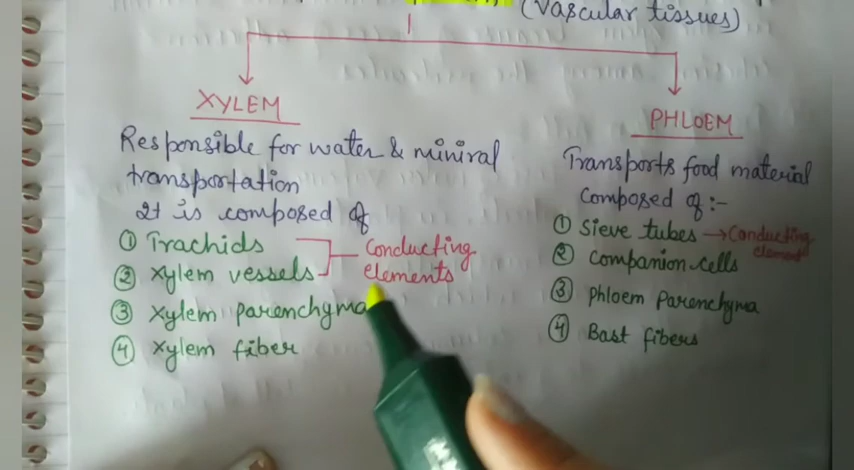 (Vascular tissues)
XYLEM
Responsible for water & miniral
transportation
It is composed of
① Trachids
② Xylem vessels
Conducting
elements
③ Xylem parenchyma
④ Xylem fiber
PHLOEM
Transports food material
Composed of :-
① Sieve tubes → Conducting
element
② Companion cells
③ Phloem Parenchyma
④ Bast fibers